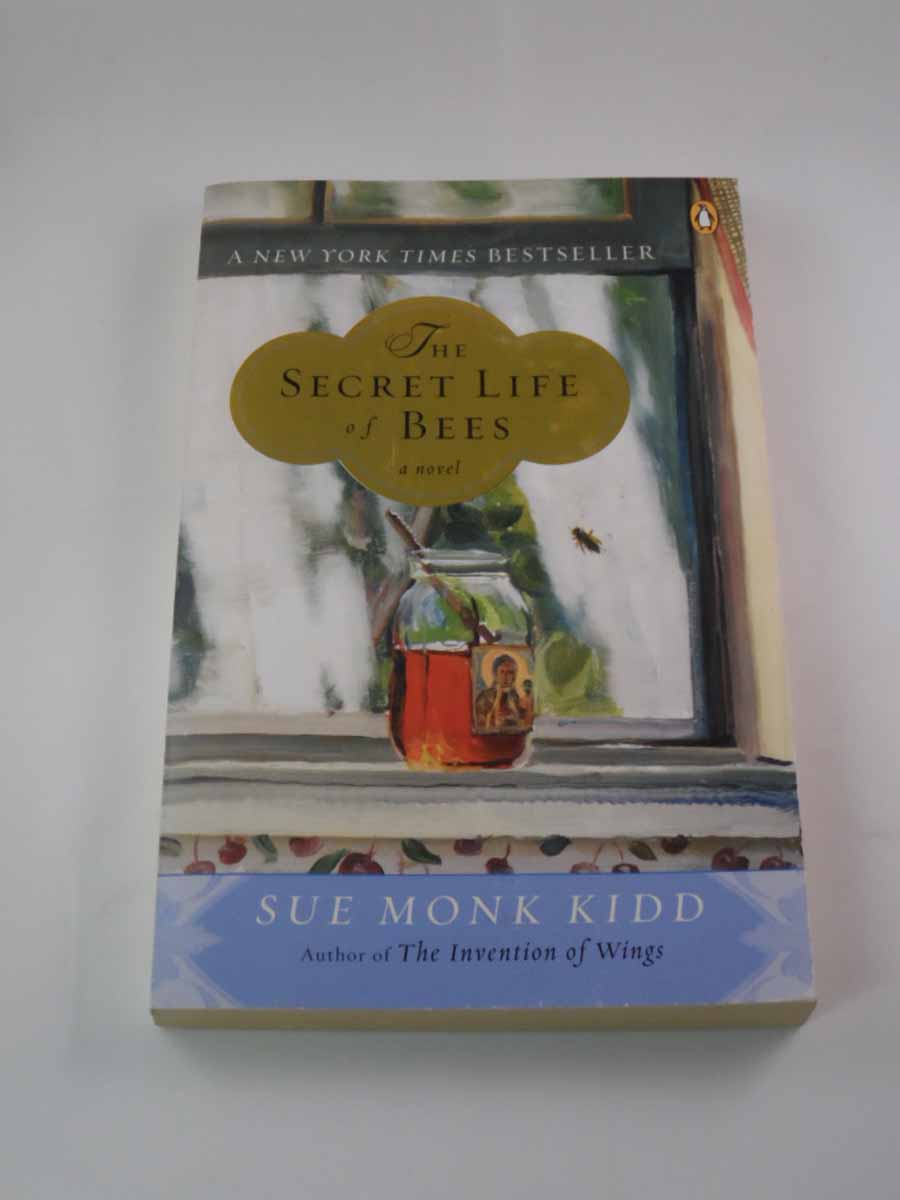 A NEW YORK TIMES BESTSELLER
THE
SECRET LIFE
of BEES
a novel
SUE MONK KIDD
Author of The Invention of Wings